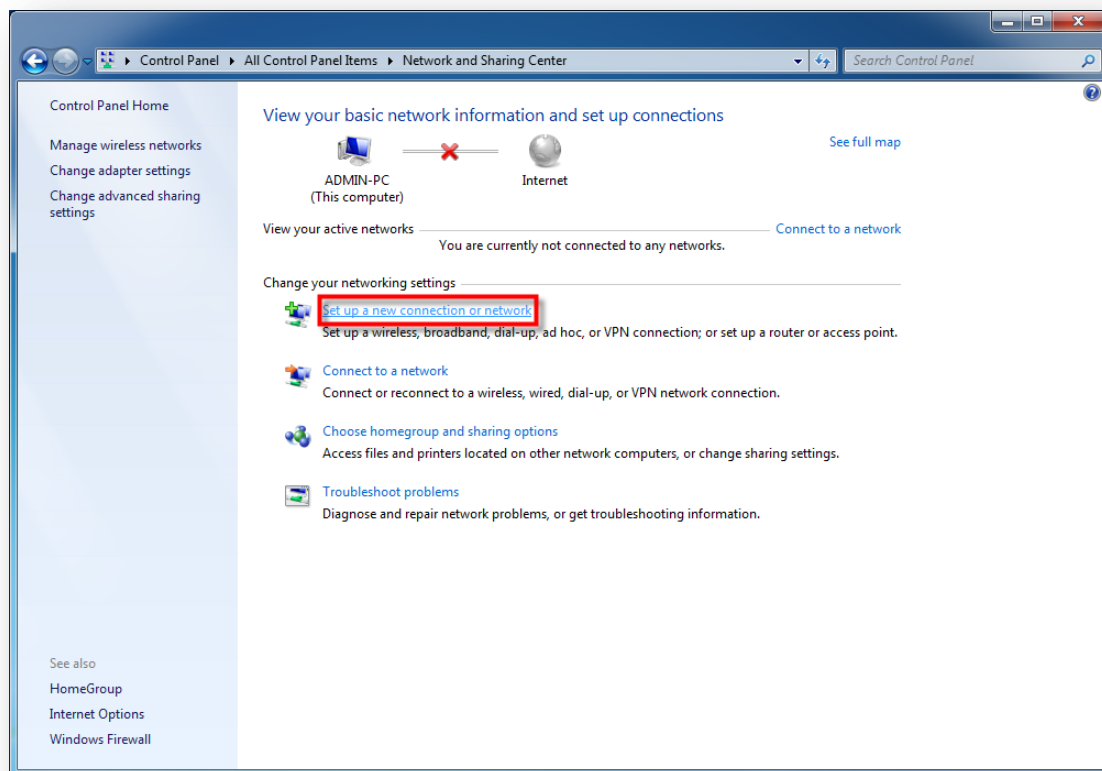 Control Panel ▸ All Control Panel Items ▸ Network and Sharing Center
Search Control Panel
Control Panel Home
Manage wireless networks
Change adapter settings
Change advanced sharing
settings
View your basic network information and set up connections
See full map
ADMIN-PC
(This computer)
Internet
View your active networks
Connect to a network
You are currently not connected to any networks.
Change your networking settings
Set up a new connection or network
Set up a wireless, broadband, dial-up, ad hoc, or VPN connection; or set up a router or access point.
Connect to a network
Connect or reconnect to a wireless, wired, dial-up, or VPN network connection.
Choose homegroup and sharing options
Access files and printers located on other network computers, or change sharing settings.
Troubleshoot problems
Diagnose and repair network problems, or get troubleshooting information.
See also
HomeGroup
Internet Options
Windows Firewall